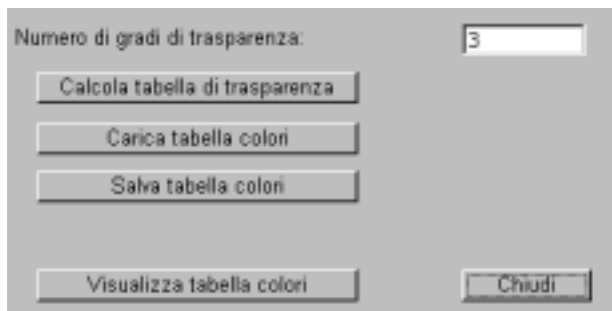 Numero di gradi di trasparenza: 3
Calcola tabella di trasparenza
Carica tabella colori
Salva tabella colori
Visualizza tabella colori Chiudi